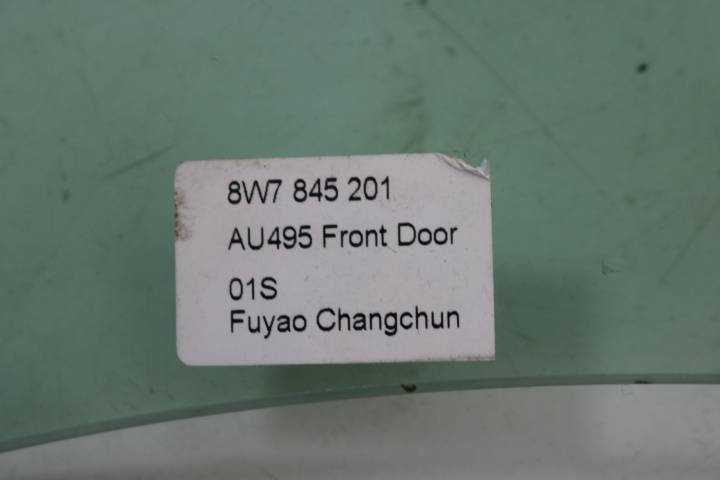 8W7 845 201
AU495 Front Door
01S
Fuyao Changchun